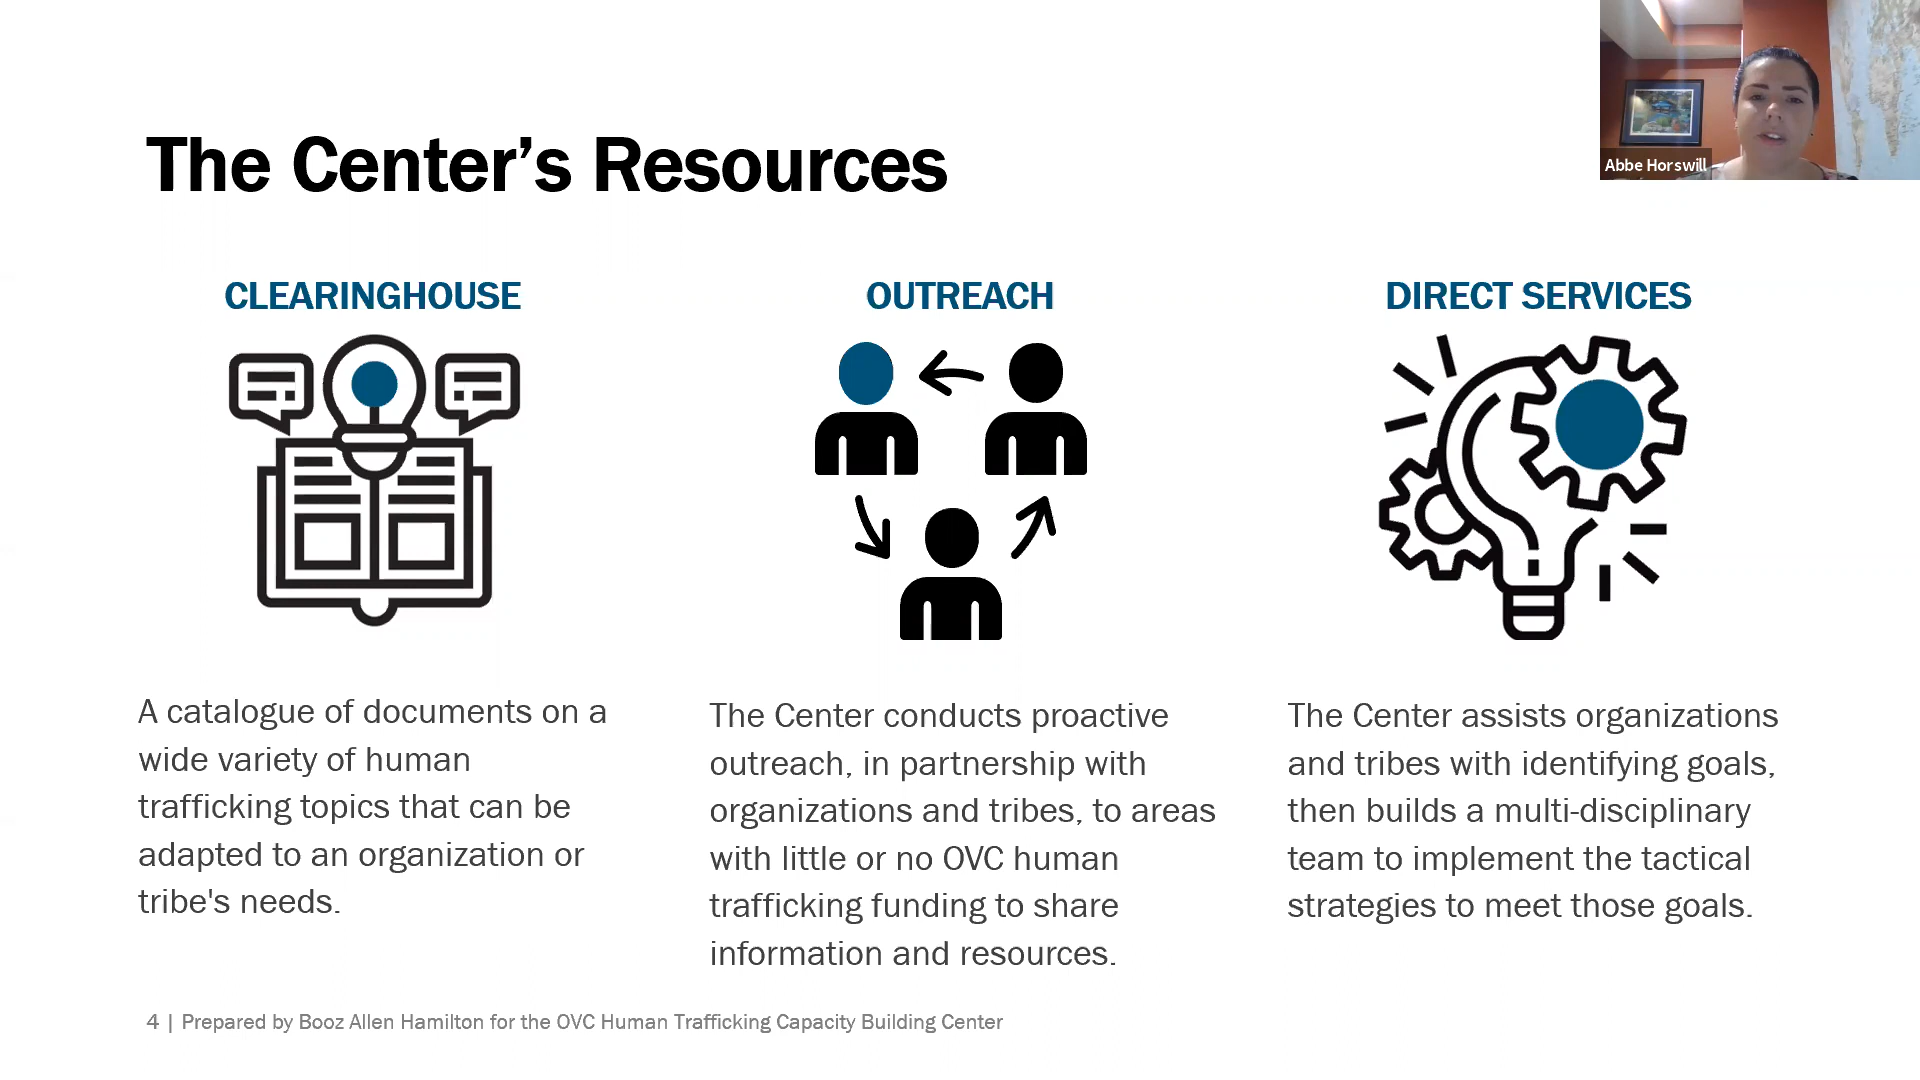 The Center’s Resources
Abbe Horswill
CLEARINGHOUSE
A catalogue of documents on a
wide variety of human
trafficking topics that can be
adapted to an organization or
tribe's needs.
OUTREACH
The Center conducts proactive
outreach, in partnership with
organizations and tribes, to areas
with little or no OVC human
trafficking funding to share
information and resources.
DIRECT SERVICES
The Center assists organizations
and tribes with identifying goals,
then builds a multi-disciplinary
team to implement the tactical
strategies to meet those goals.
4 | Prepared by Booz Allen Hamilton for the OVC Human Trafficking Capacity Building Center